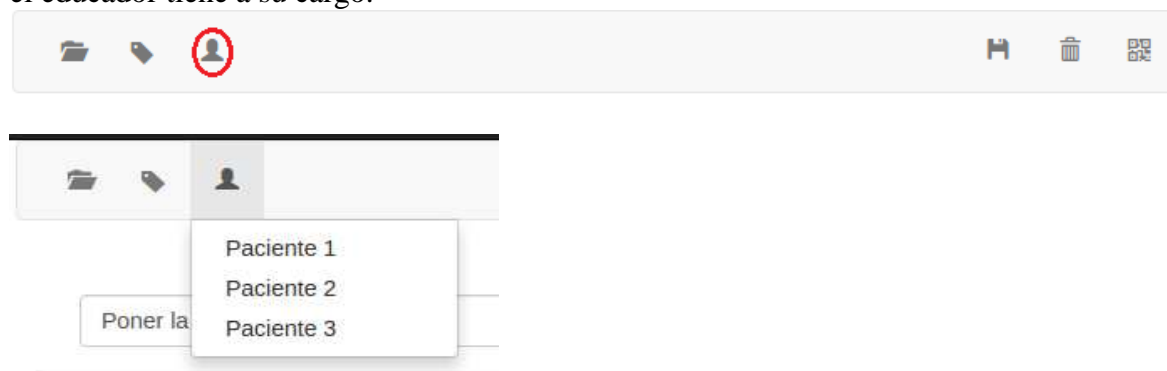 el educador tiene a su cargo.
Paciente 1
Paciente 2
Poner la
Paciente 3